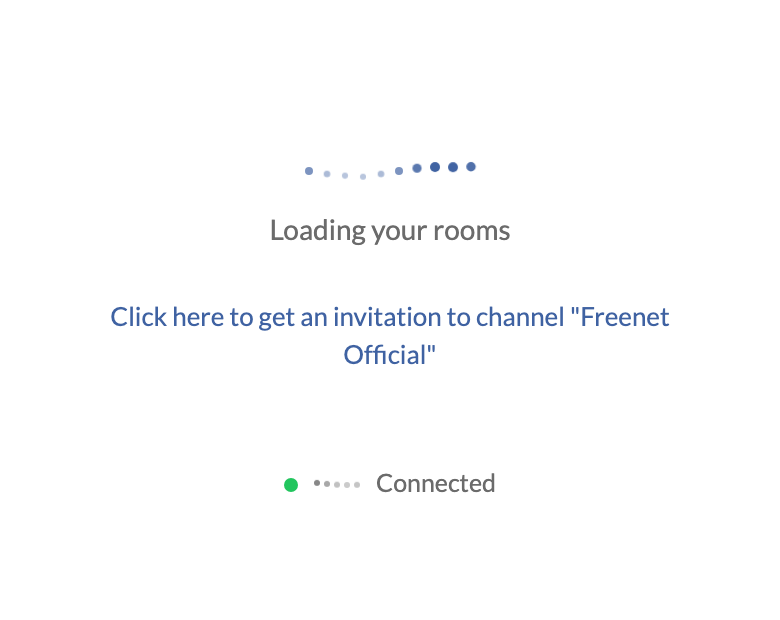 Loading your rooms
Click here to get an invitation to channel "Freenet
Official"
Connected